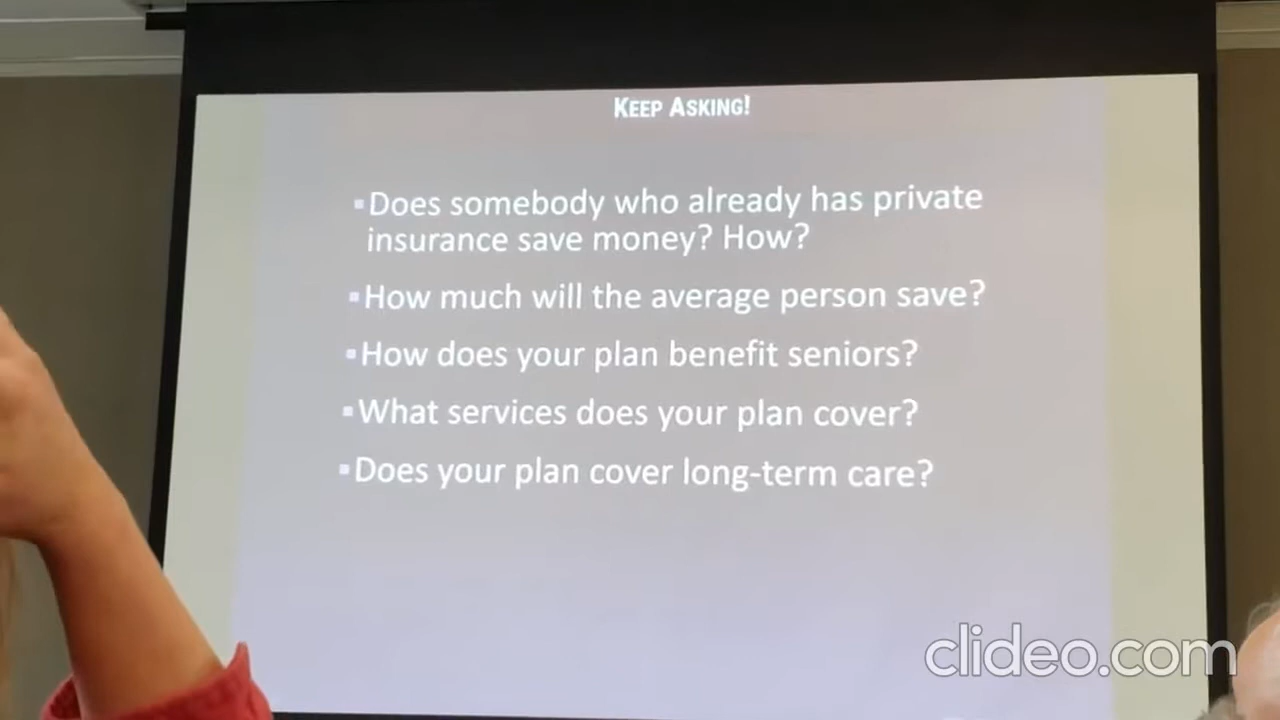 KEEP ASKING!
▪Does somebody who already has private
insurance save money? How?
▪How much will the average person save?
▪How does your plan benefit seniors?
▪What services does your plan cover?
▪Does your plan cover long-term care?
clideo.com